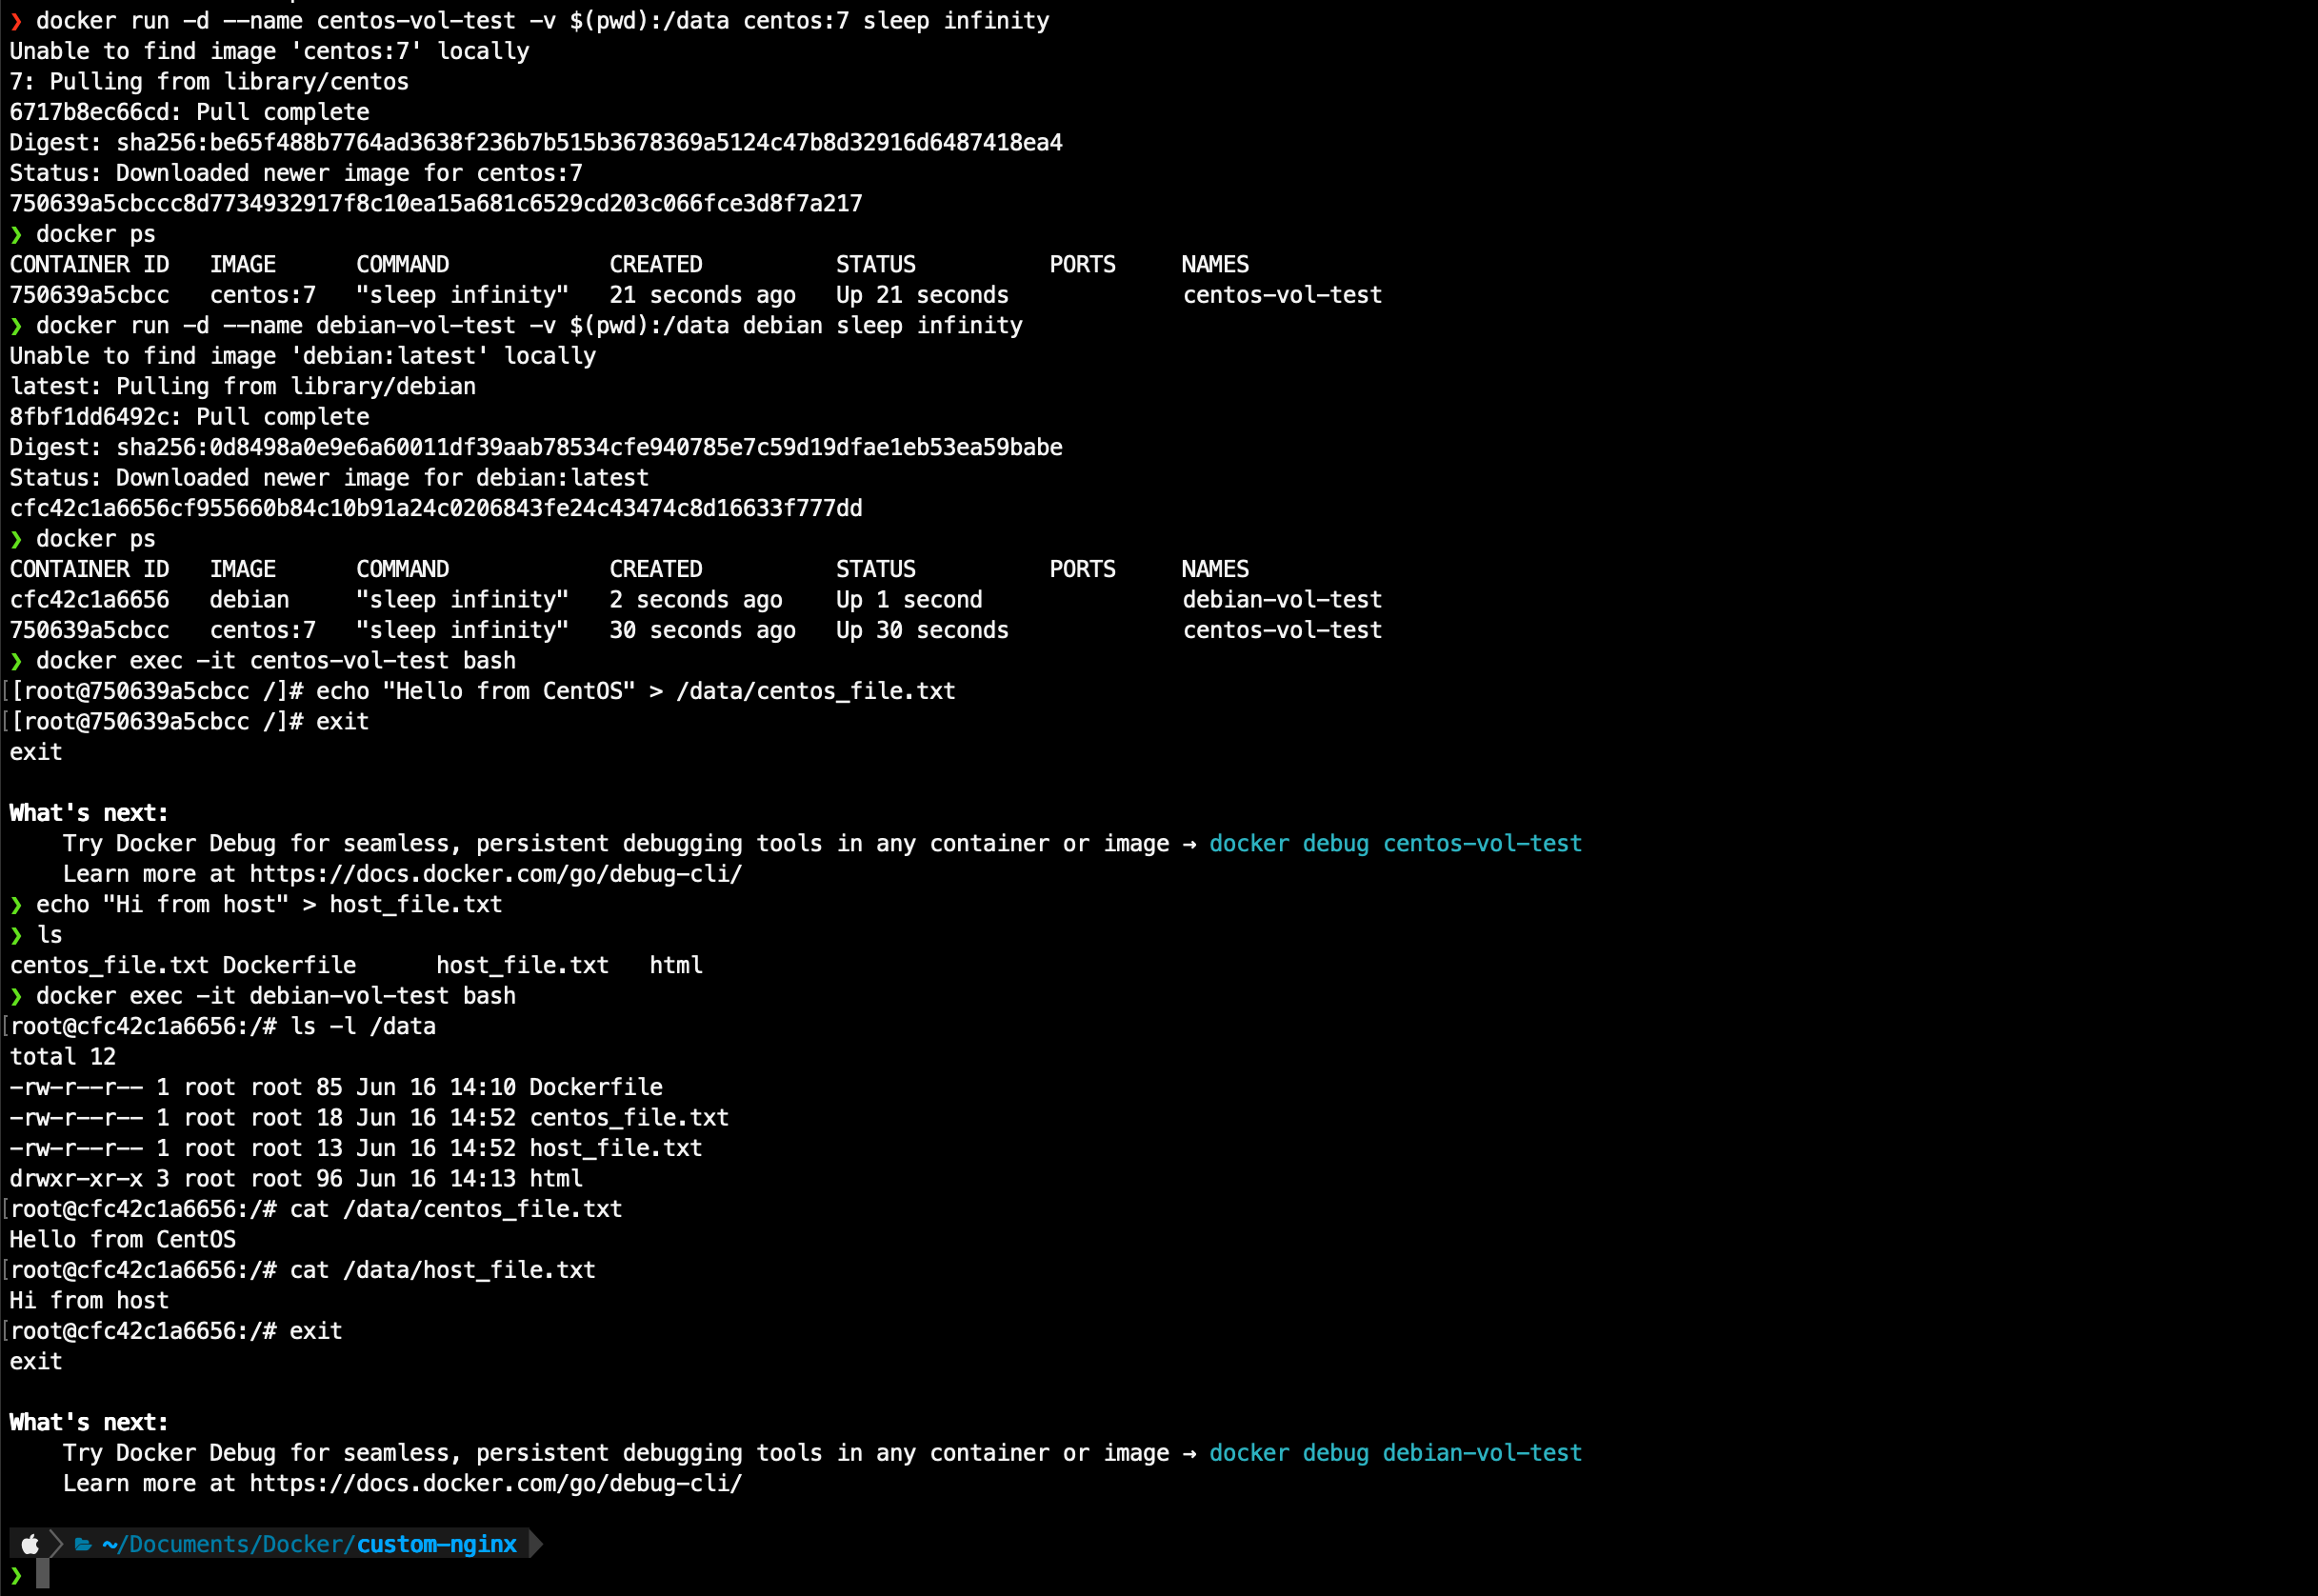 ❯ docker run -d --name centos-vol-test -v $(pwd):/data centos:7 sleep infinity
Unable to find image 'centos:7' locally
7: Pulling from library/centos
6717b8ec66cd: Pull complete
Digest: sha256:be65f488b7764ad3638f236b7b515b3678369a5124c47b8d32916d6487418ea4
Status: Downloaded newer image for centos:7
750639a5cbccc8d7734932917f8c10ea15a681c6529cd203c066fce3d8f7a217
❯ docker ps
CONTAINER ID   IMAGE      COMMAND            CREATED          STATUS          PORTS     NAMES
750639a5cbcc   centos:7   "sleep infinity"   21 seconds ago   Up 21 seconds             centos-vol-test
❯ docker run -d --name debian-vol-test -v $(pwd):/data debian sleep infinity
Unable to find image 'debian:latest' locally
latest: Pulling from library/debian
8fbf1dd6492c: Pull complete
Digest: sha256:0d8498a0e9e6a60011df39aab78534cfe940785e7c59d19dfae1eb53ea59babe
Status: Downloaded newer image for debian:latest
cfc42c1a6656cf955660b84c10b91a24c0206843fe24c43474c8d16633f777dd
❯ docker ps
CONTAINER ID   IMAGE      COMMAND            CREATED          STATUS          PORTS     NAMES
cfc42c1a6656   debian     "sleep infinity"   2 seconds ago    Up 1 second               debian-vol-test
750639a5cbcc   centos:7   "sleep infinity"   30 seconds ago   Up 30 seconds             centos-vol-test
❯ docker exec -it centos-vol-test bash
[[root@750639a5cbcc /]# echo "Hello from CentOS" > /data/centos_file.txt
[[root@750639a5cbcc /]# exit
exit
What's next:
    Try Docker Debug for seamless, persistent debugging tools in any container or image → docker debug centos-vol-test
    Learn more at https://docs.docker.com/go/debug-cli/
❯ echo "Hi from host" > host_file.txt
❯ ls
centos_file.txt Dockerfile      host_file.txt   html
❯ docker exec -it debian-vol-test bash
[root@cfc42c1a6656:/# ls -l /data
total 12
-rw-r--r-- 1 root root 85 Jun 16 14:10 Dockerfile
-rw-r--r-- 1 root root 18 Jun 16 14:52 centos_file.txt
-rw-r--r-- 1 root root 13 Jun 16 14:52 host_file.txt
drwxr-xr-x 3 root root 96 Jun 16 14:13 html
[root@cfc42c1a6656:/# cat /data/centos_file.txt
Hello from CentOS
[root@cfc42c1a6656:/# cat /data/host_file.txt
Hi from host
[root@cfc42c1a6656:/# exit
exit
What's next:
    Try Docker Debug for seamless, persistent debugging tools in any container or image → docker debug debian-vol-test
    Learn more at https://docs.docker.com/go/debug-cli/
~/Documents/Docker/custom-nginx
❯